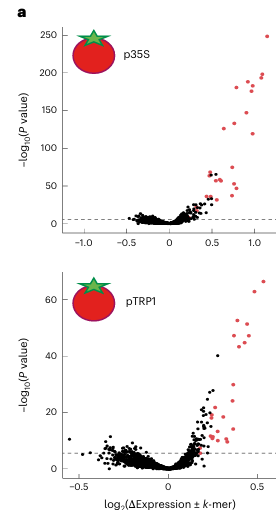 a
p35S
250
200
150
100
50
0
–log10(P value)
–1.0 –0.5 0 0.5 1.0
pTRP1
60
40
20
0
–log10(P value)
–0.5 0 0.5
log2(ΔExpression ± k-mer)